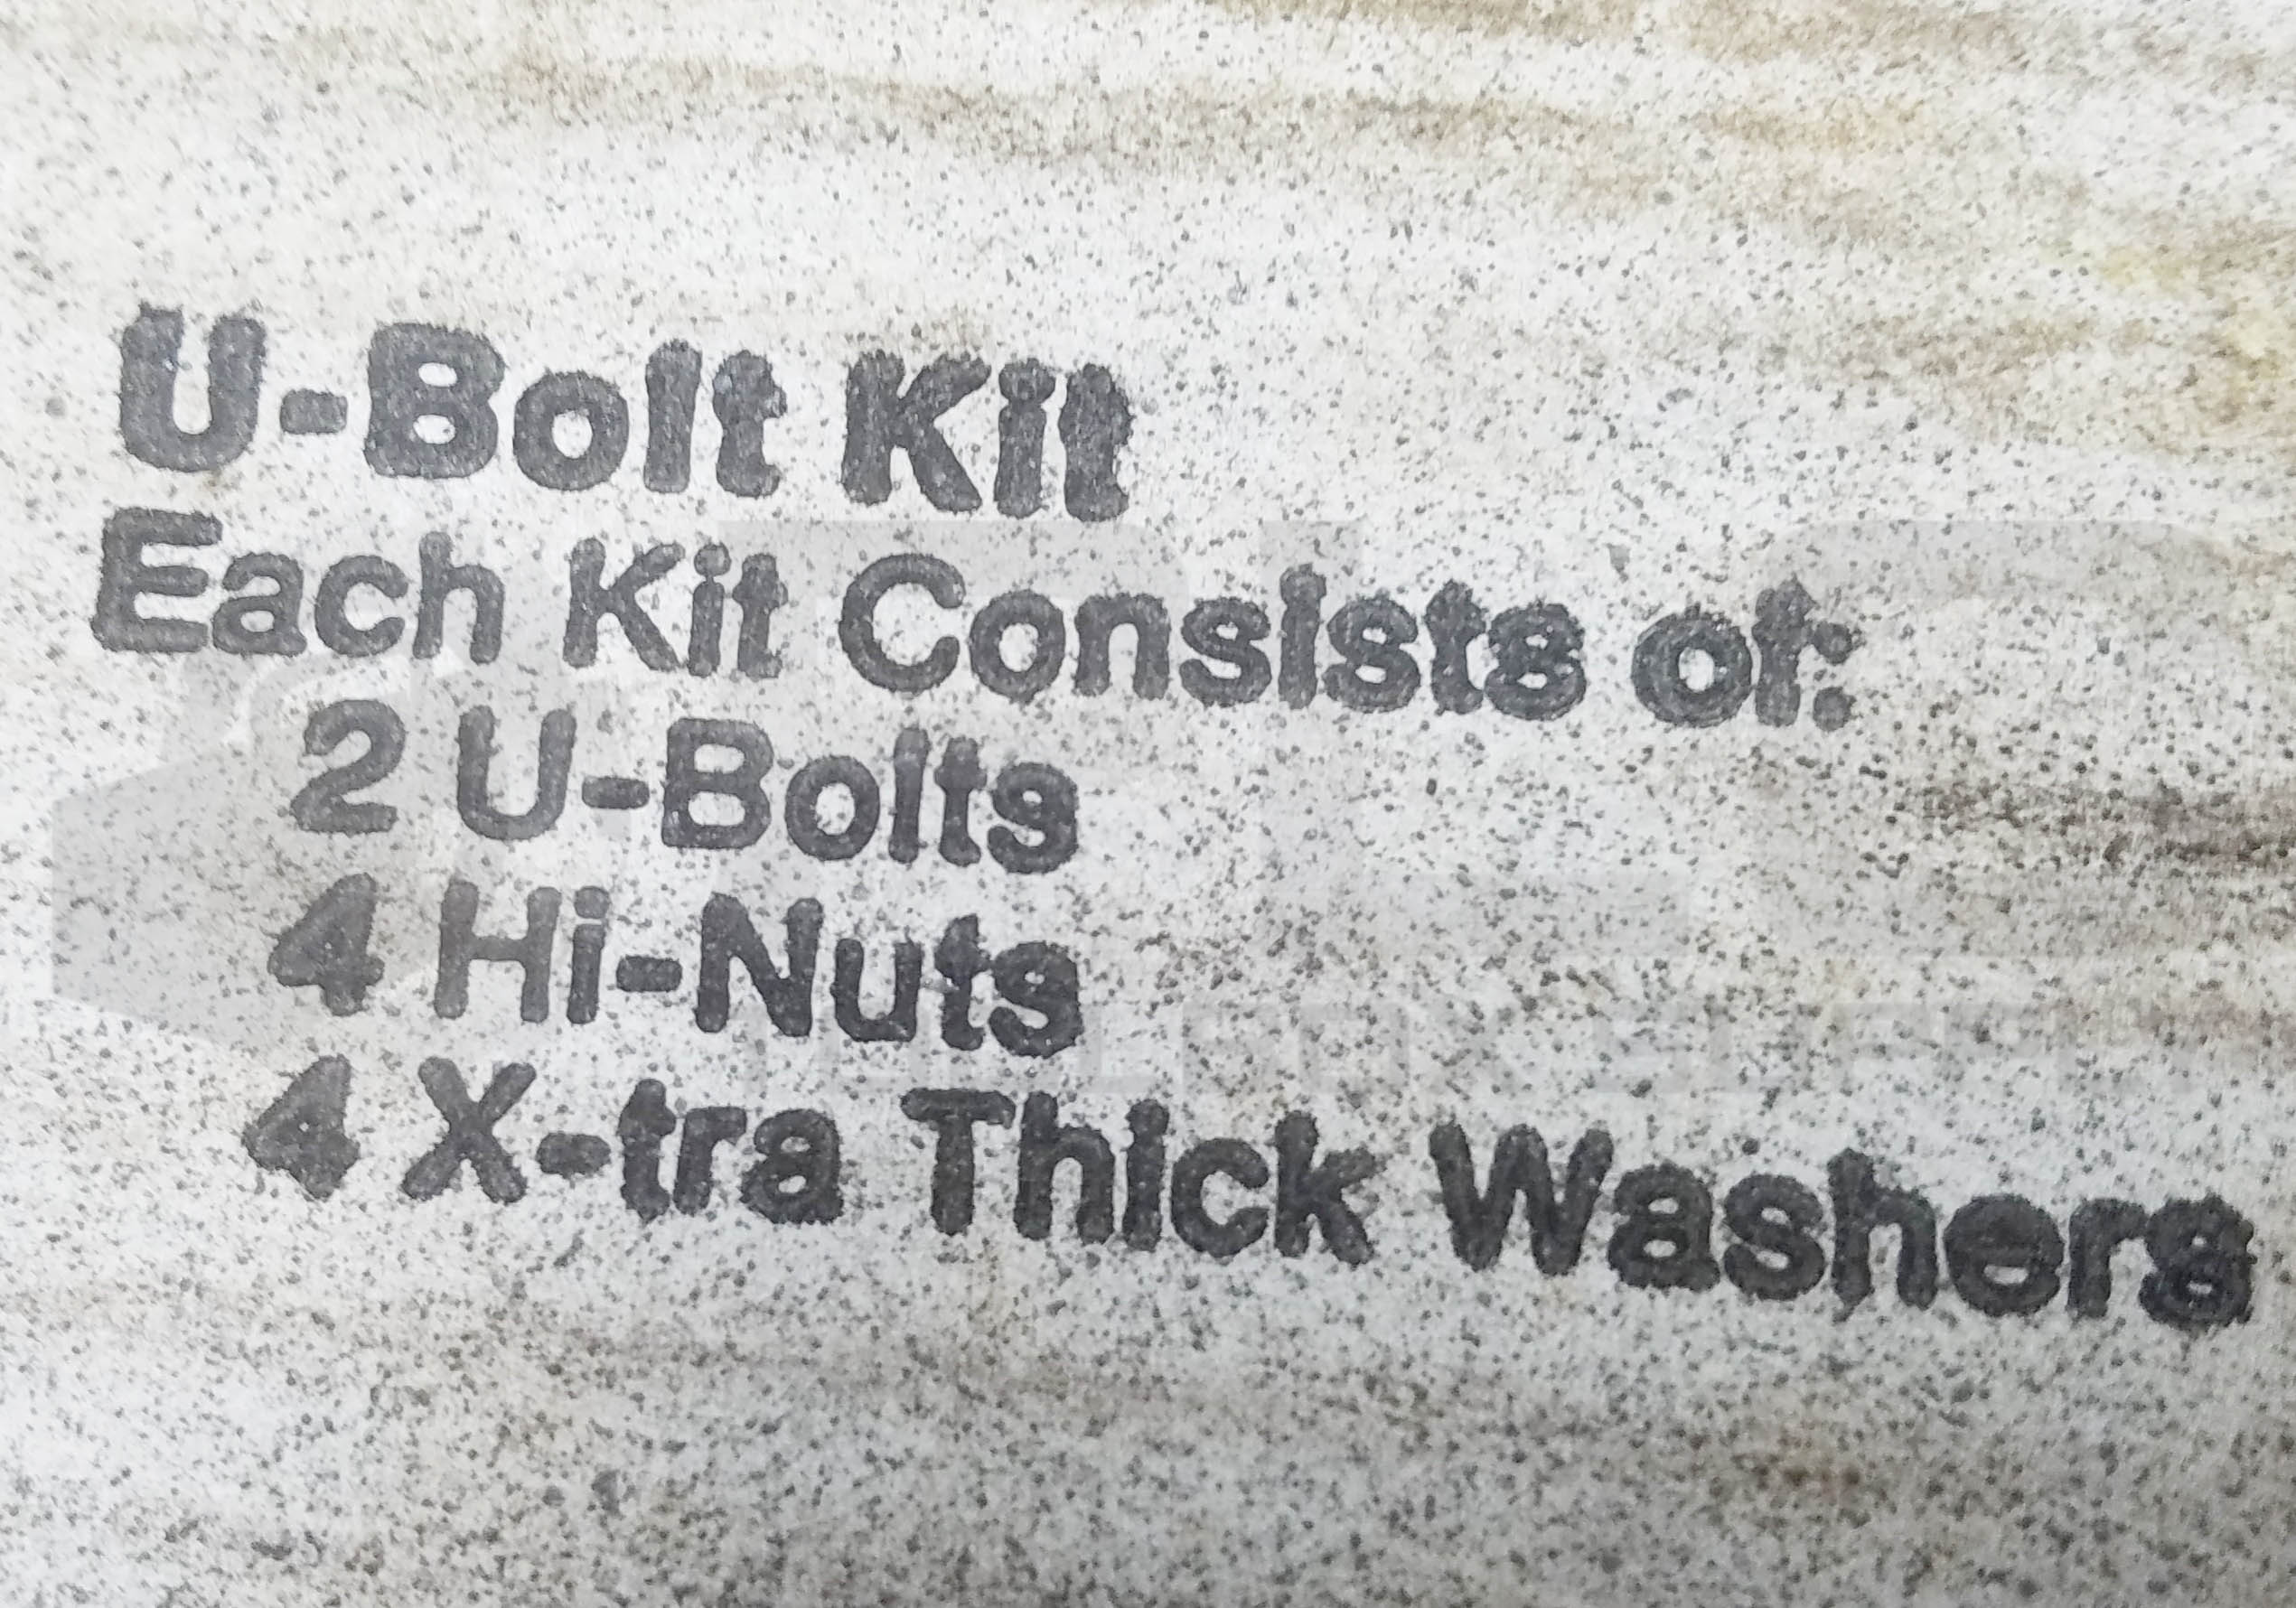 U-Bolt Kit
Each Kit Consists of:
2 U-Bolts
4 Hi-Nuts
4 X-tra Thick Washers